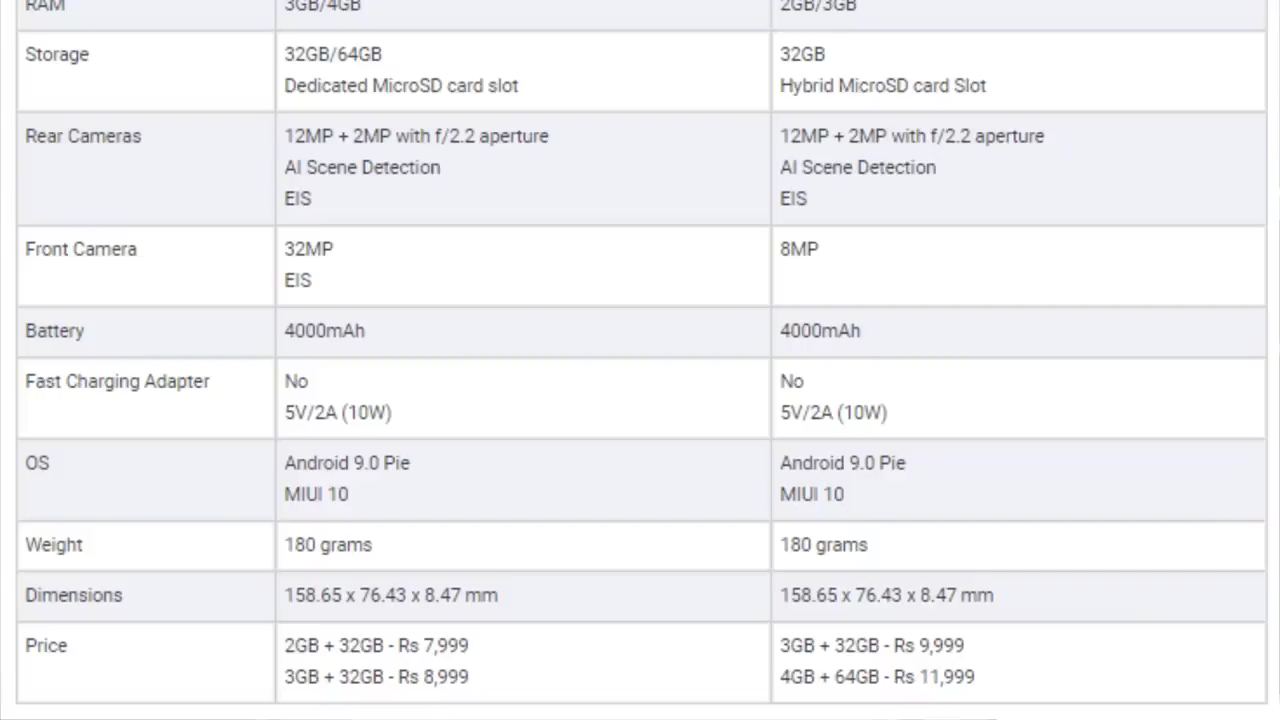 RAM 3GB/4GB 2GB/3GB
Storage 32GB/64GB 32GB
Dedicated MicroSD card slot Hybrid MicroSD card Slot
Rear Cameras 12MP + 2MP with f/2.2 aperture 12MP + 2MP with f/2.2 aperture
AI Scene Detection AI Scene Detection
EIS EIS
Front Camera 32MP 8MP
EIS
Battery 4000mAh 4000mAh
Fast Charging Adapter No No
5V/2A (10W) 5V/2A (10W)
OS Android 9.0 Pie Android 9.0 Pie
MIUI 10 MIUI 10
Weight 180 grams 180 grams
Dimensions 158.65 x 76.43 x 8.47 mm 158.65 x 76.43 x 8.47 mm
Price 2GB + 32GB - Rs 7,999 3GB + 32GB - Rs 9,999
3GB + 32GB - Rs 8,999 4GB + 64GB - Rs 11,999